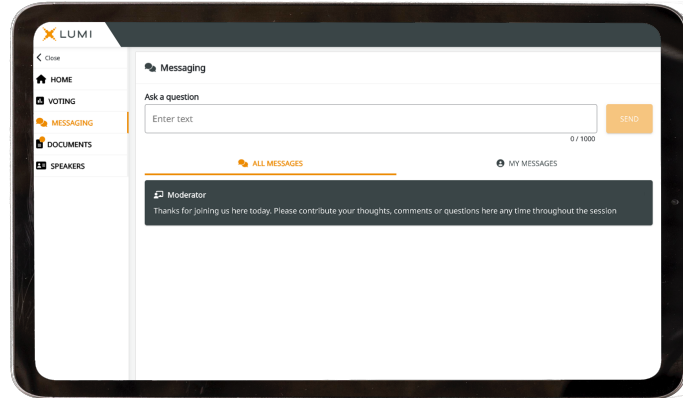 LUMI
Close
HOME
VOTING
MESSAGING
DOCUMENTS
SPEAKERS
Messaging
Ask a question
Enter text
SEND
0 / 1000
ALL MESSAGES
MY MESSAGES
Moderator
Thanks for joining us here today. Please contribute your thoughts, comments or questions here any time throughout the session